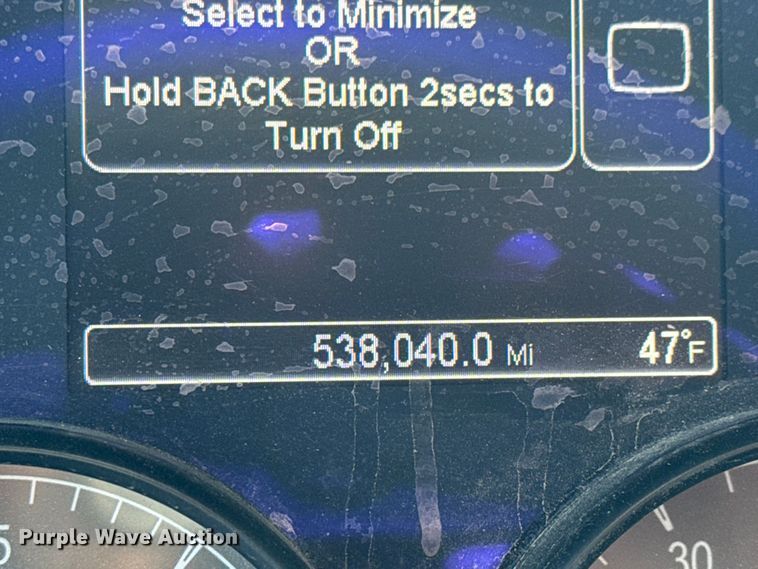 Select to Minimize
OR
Hold BACK Button 2secs to
Turn Off
538,040.0 Mi
47°F
5
30
Purple Wave Auction